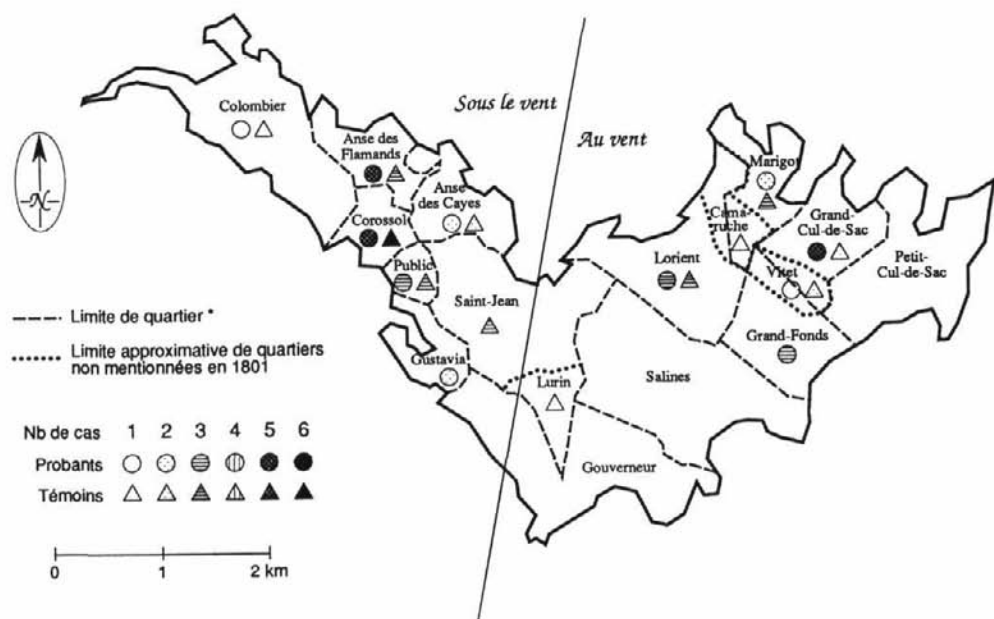 Sous le vent
Au vent
Colombier
Anse des
Flamands
Anse
des Cayes
Corossol
Public
Saint-Jean
Gustavia
Lurin
Marigot
Cama-
ruche
Grand-
Cul-de-Sac
Petit-
Cul-de-Sac
Vitet
Lorient
Grand-Fonds
Salines
Gouverneur
N
Limite de quartier *
Limite approximative de quartiers
non mentionnées en 1801
Nb de cas 1 2 3 4 5 6
Probants
Témoins
0 1 2 km